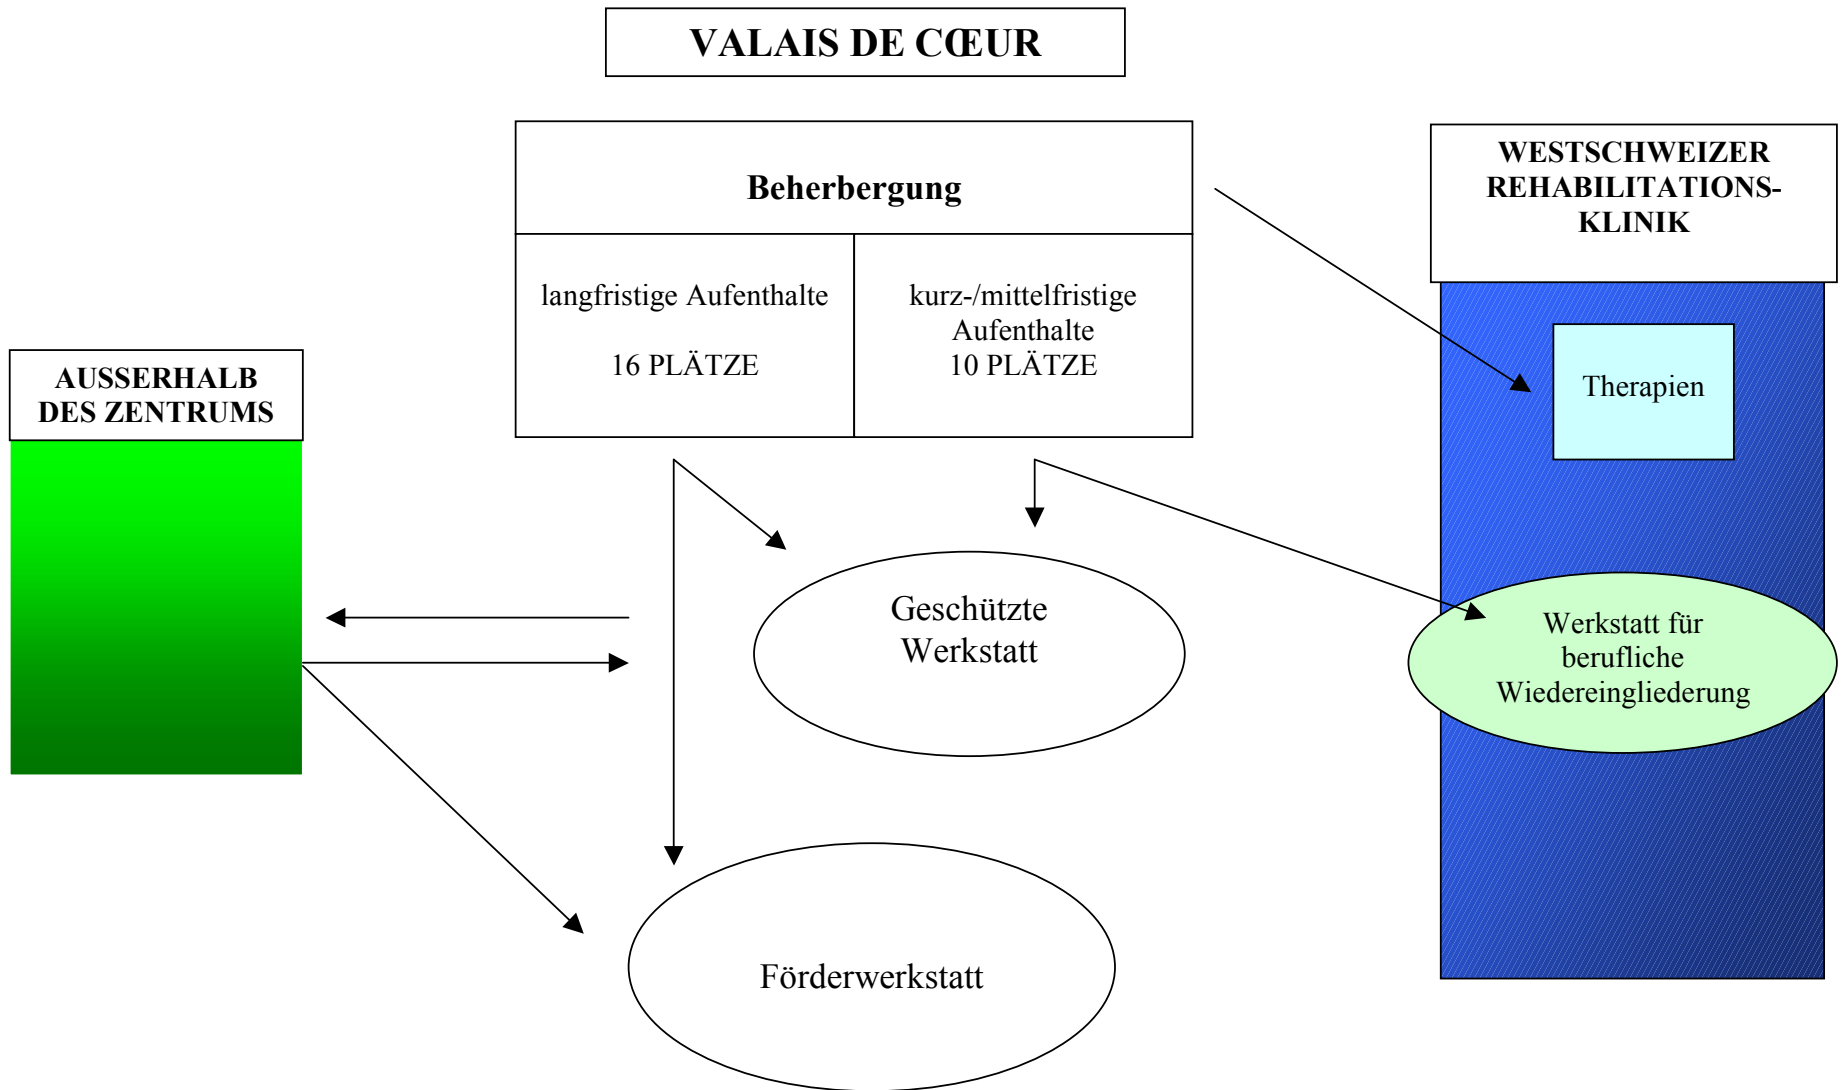 VALAIS DE CŒUR
Beherbergung
langfristige Aufenthalte
16 PLÄTZE
kurz-/mittelfristige
Aufenthalte
10 PLÄTZE
WESTSCHWEIZER
REHABILITATIONS-
KLINIK
Therapien
AUSSERHALB
DES ZENTRUMS
Geschützte
Werkstatt
Werkstatt für
berufliche
Wiedereingliederung
Förderwerkstatt